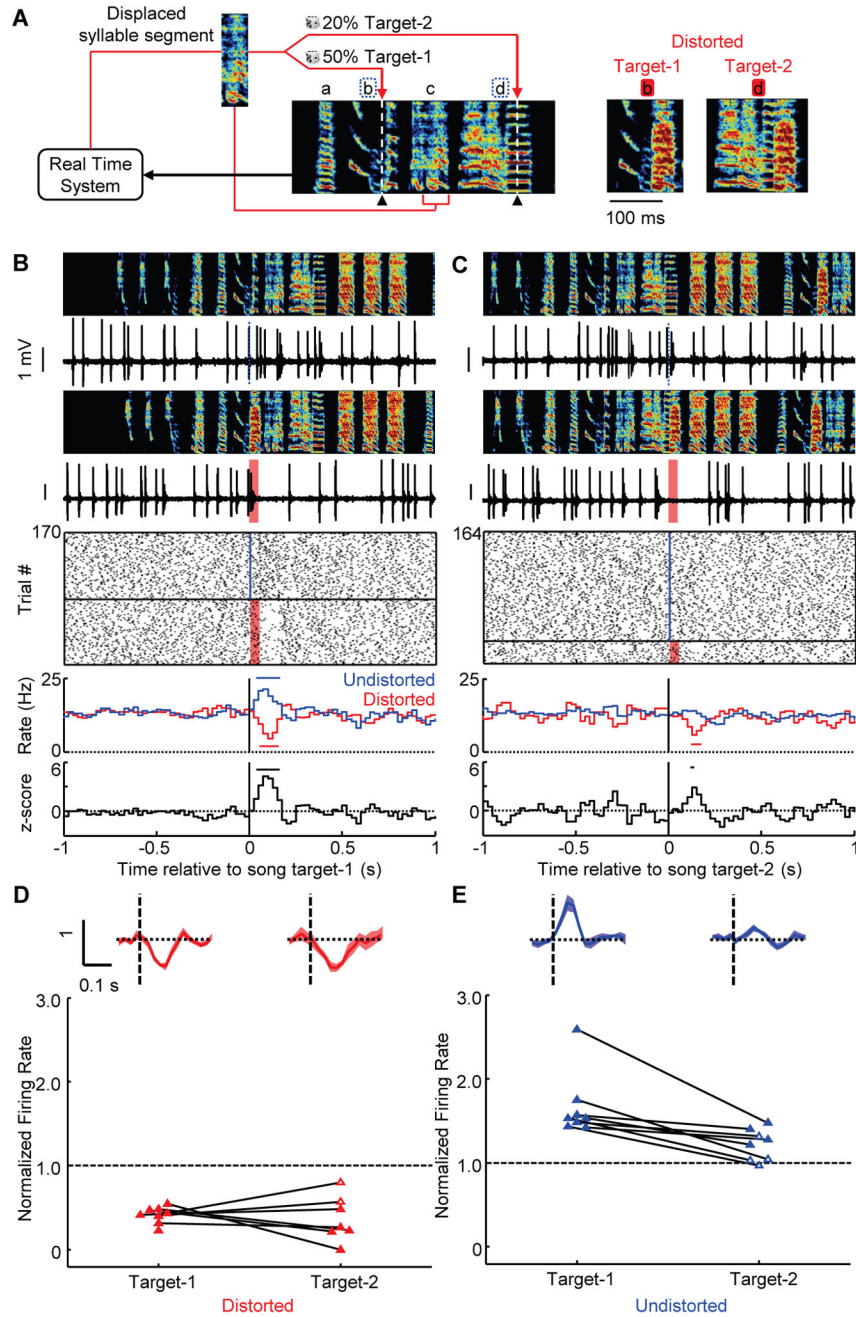 A
Displaced
syllable segment
20% Target-2
50% Target-1
a b c d
Real Time
System
Distorted
Target-1 Target-2
b d
100 ms
B
C
1 mV
170
164
Trial #
25
0
Rate (Hz)
Undistorted
Distorted
6
0
z-score
-1 -0.5 0 0.5 1
-1 -0.5 0 0.5 1
Time relative to song target-1 (s)
Time relative to song target-2 (s)
D
1
0.1 s
3.0
2.0
1.0
0
Normalized Firing Rate
Target-1 Target-2
Distorted
E
3.0
2.0
1.0
0
Normalized Firing Rate
Target-1 Target-2
Undistorted